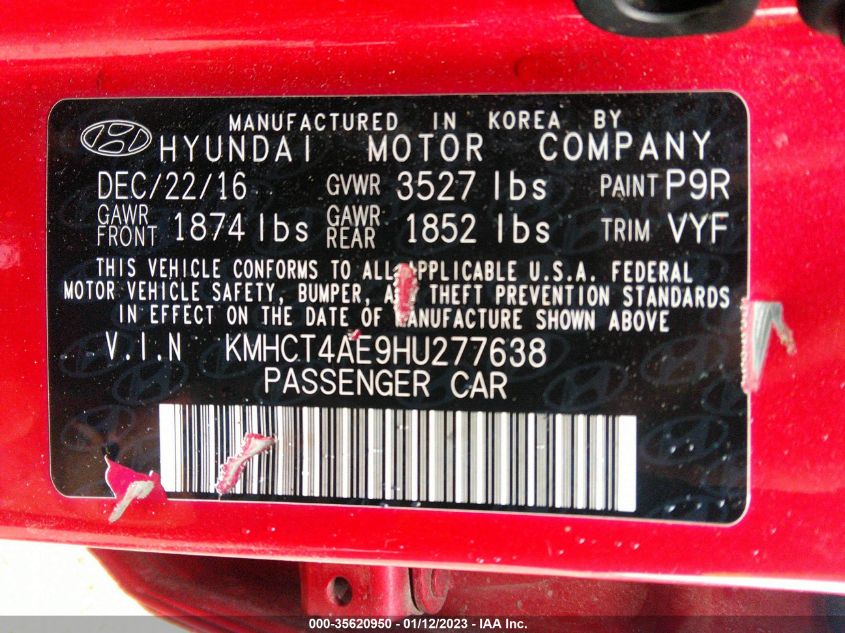 MANUFACTURED IN KOREA BY
HYUNDAI MOTOR COMPANY
DEC/22/16 GVWR 3527 lbs PAINT P9R
GAWR FRONT 1874 lbs GAWR REAR 1852 lbs TRIM VYF
THIS VEHICLE CONFORMS TO ALL APPLICABLE U.S.A. FEDERAL
MOTOR VEHICLE SAFETY, BUMPER, AND THEFT PREVENTION STANDARDS
IN EFFECT ON THE DATE OF MANUFACTURE SHOWN ABOVE
V.I.N KMHCT4AE9HU277638
PASSENGER CAR
000-35620950 - 01/12/2023 - IAA Inc.